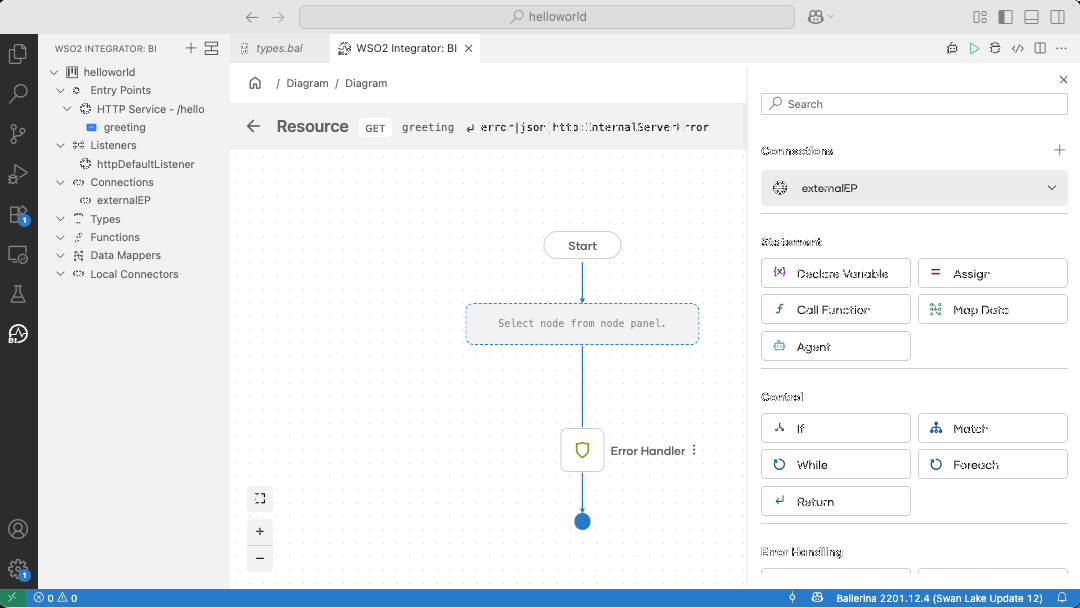 helloworld
WSO2 INTEGRATOR: BI
types.bal
WSO2 Integrator: BI
helloworld
Entry Points
HTTP Service - /hello
greeting
Listeners
httpDefaultListener
Connections
externalEP
Types
Functions
Data Mappers
Local Connectors
/ Diagram / Diagram
Resource GET greeting error|json|http:InternalServerError
Start
Select node from node panel.
Error Handler
Search
Connections
externalEP
Statement
Declare Variable
Assign
Call Function
Map Data
Agent
Control
If
Match
While
Foreach
Return
Error Handling
1
1
BI
0 0
Ballerina 2201.12.4 (Swan Lake Update 12)